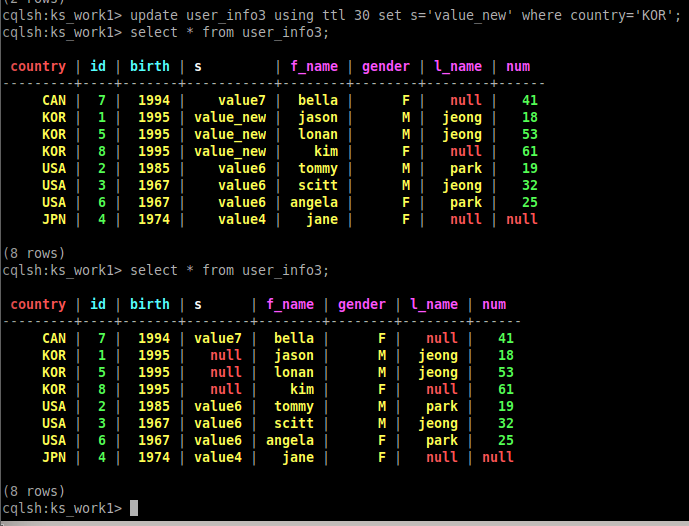 (2 rows)
cqlsh:ks_work1> update user_info3 using ttl 30 set s='value_new' where country='KOR';
cqlsh:ks_work1> select * from user_info3;
country | id | birth | s | f_name | gender | l_name | num
---------+----+-------+-----------+--------+--------+--------+------
CAN | 7 | 1994 | value7 | bella | F | null | 41
KOR | 1 | 1995 | value_new | jason | M | jeong | 18
KOR | 5 | 1995 | value_new | lonan | M | jeong | 53
KOR | 8 | 1995 | value_new | kim | F | null | 61
USA | 2 | 1985 | value6 | tommy | M | park | 19
USA | 3 | 1967 | value6 | scitt | M | jeong | 32
USA | 6 | 1967 | value6 | angela | F | park | 25
JPN | 4 | 1974 | value4 | jane | F | null | null
(8 rows)
cqlsh:ks_work1> select * from user_info3;
country | id | birth | s | f_name | gender | l_name | num
---------+----+-------+--------+--------+--------+--------+------
CAN | 7 | 1994 | value7 | bella | F | null | 41
KOR | 1 | 1995 | null | jason | M | jeong | 18
KOR | 5 | 1995 | null | lonan | M | jeong | 53
KOR | 8 | 1995 | null | kim | F | null | 61
USA | 2 | 1985 | value6 | tommy | M | park | 19
USA | 3 | 1967 | value6 | scitt | M | jeong | 32
USA | 6 | 1967 | value6 | angela | F | park | 25
JPN | 4 | 1974 | value4 | jane | F | null | null
(8 rows)
cqlsh:ks_work1>